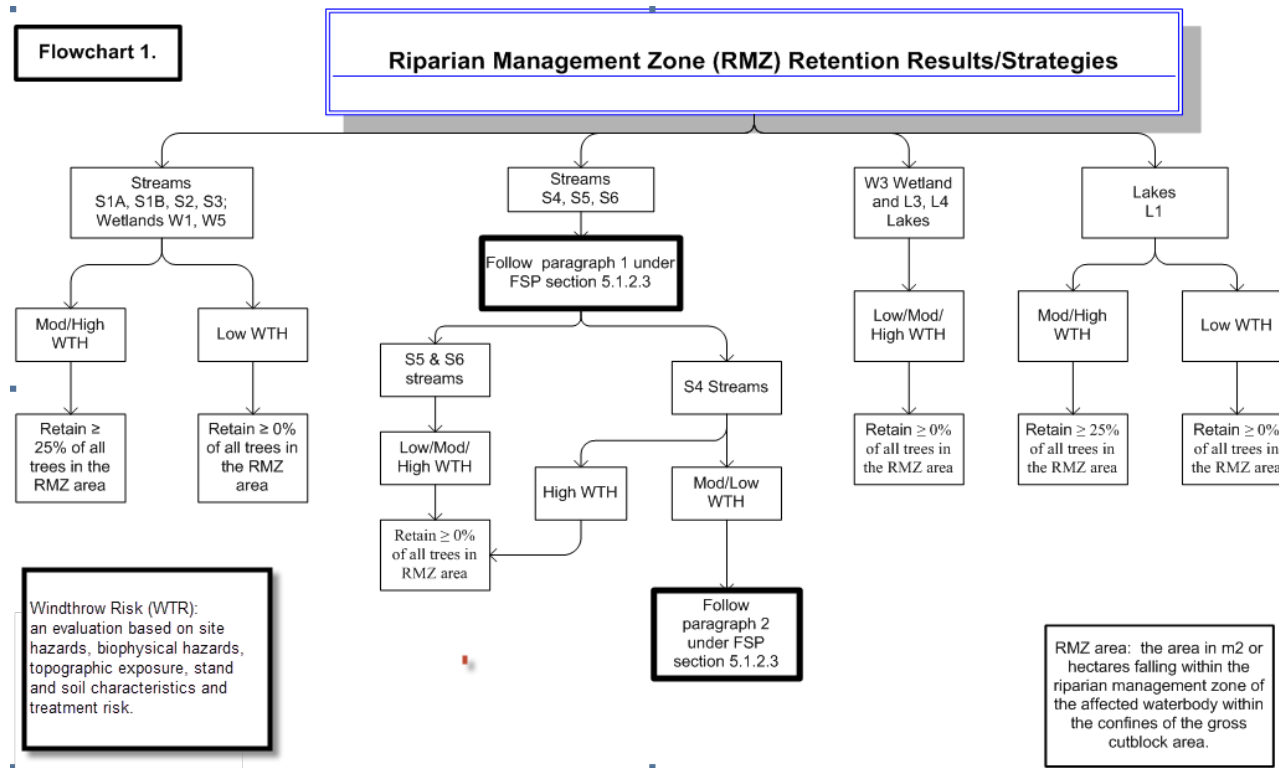 Flowchart 1.
Riparian Management Zone (RMZ) Retention Results/Strategies
Streams
S1A, S1B, S2, S3;
Wetlands W1, W5
Streams
S4, S5, S6
W3 Wetland
and L3, L4
Lakes
Lakes
L1
Follow paragraph 1 under
FSP section 5.1.2.3
Mod/High
WTH
Low WTH
Low/Mod/
High WTH
Mod/High
WTH
Low WTH
S5 & S6
streams
S4 Streams
Retain ≥
25% of all
trees in the
RMZ area
Retain ≥ 0%
of all trees in
the RMZ
area
Low/Mod/
High WTH
High WTH
Mod/Low
WTH
Retain ≥ 0%
of all trees in
the RMZ area
Retain ≥ 25%
of all trees in
the RMZ area
Retain ≥ 0%
of all trees in
the RMZ area
Retain ≥ 0%
of all trees in
RMZ area
Follow
paragraph 2
under FSP
section 5.1.2.3
Windthrow Risk (WTR):
an evaluation based on site
hazards, biophysical hazards,
topographic exposure, stand
and soil characteristics and
treatment risk.
RMZ area: the area in m2 or
hectares falling within the
riparian management zone of
the affected waterbody within
the confines of the gross
cutblock area.